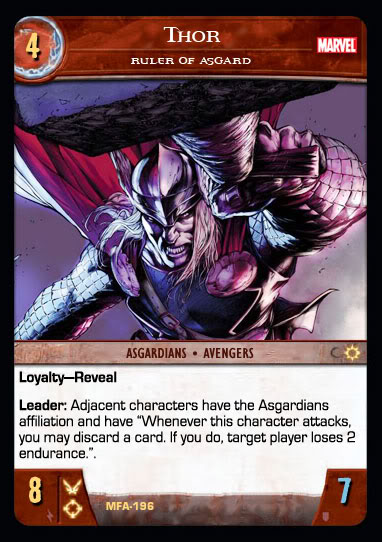 4
THOR
RULER OF ASGARD
MARVEL
ASGARDIANS • AVENGERS
C
Loyalty—Reveal
Leader: Adjacent characters have the Asgardians
affiliation and have “Whenever this character attacks,
you may discard a card. If you do, target player loses 2
endurance.”.
8
MFA-196
7